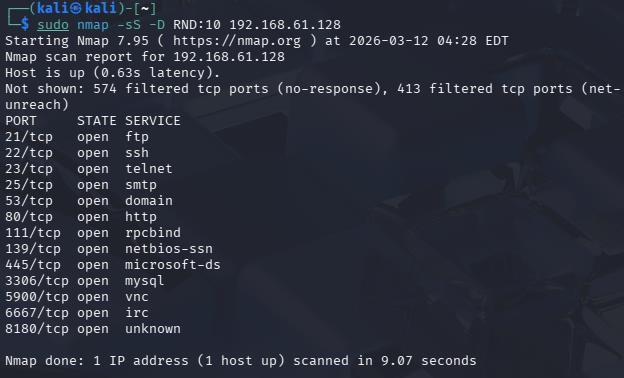 ┌──(kali㉿kali)-[~]
└─$ sudo nmap -sS -D RND:10 192.168.61.128
Starting Nmap 7.95 ( https://nmap.org ) at 2026-03-12 04:28 EDT
Nmap scan report for 192.168.61.128
Host is up (0.63s latency).
Not shown: 574 filtered tcp ports (no-response), 413 filtered tcp ports (net-
unreach)
PORT     STATE SERVICE
21/tcp   open  ftp
22/tcp   open  ssh
23/tcp   open  telnet
25/tcp   open  smtp
53/tcp   open  domain
80/tcp   open  http
111/tcp  open  rpcbind
139/tcp  open  netbios-ssn
445/tcp  open  microsoft-ds
3306/tcp open  mysql
5900/tcp open  vnc
6667/tcp open  irc
8180/tcp open  unknown

Nmap done: 1 IP address (1 host up) scanned in 9.07 seconds